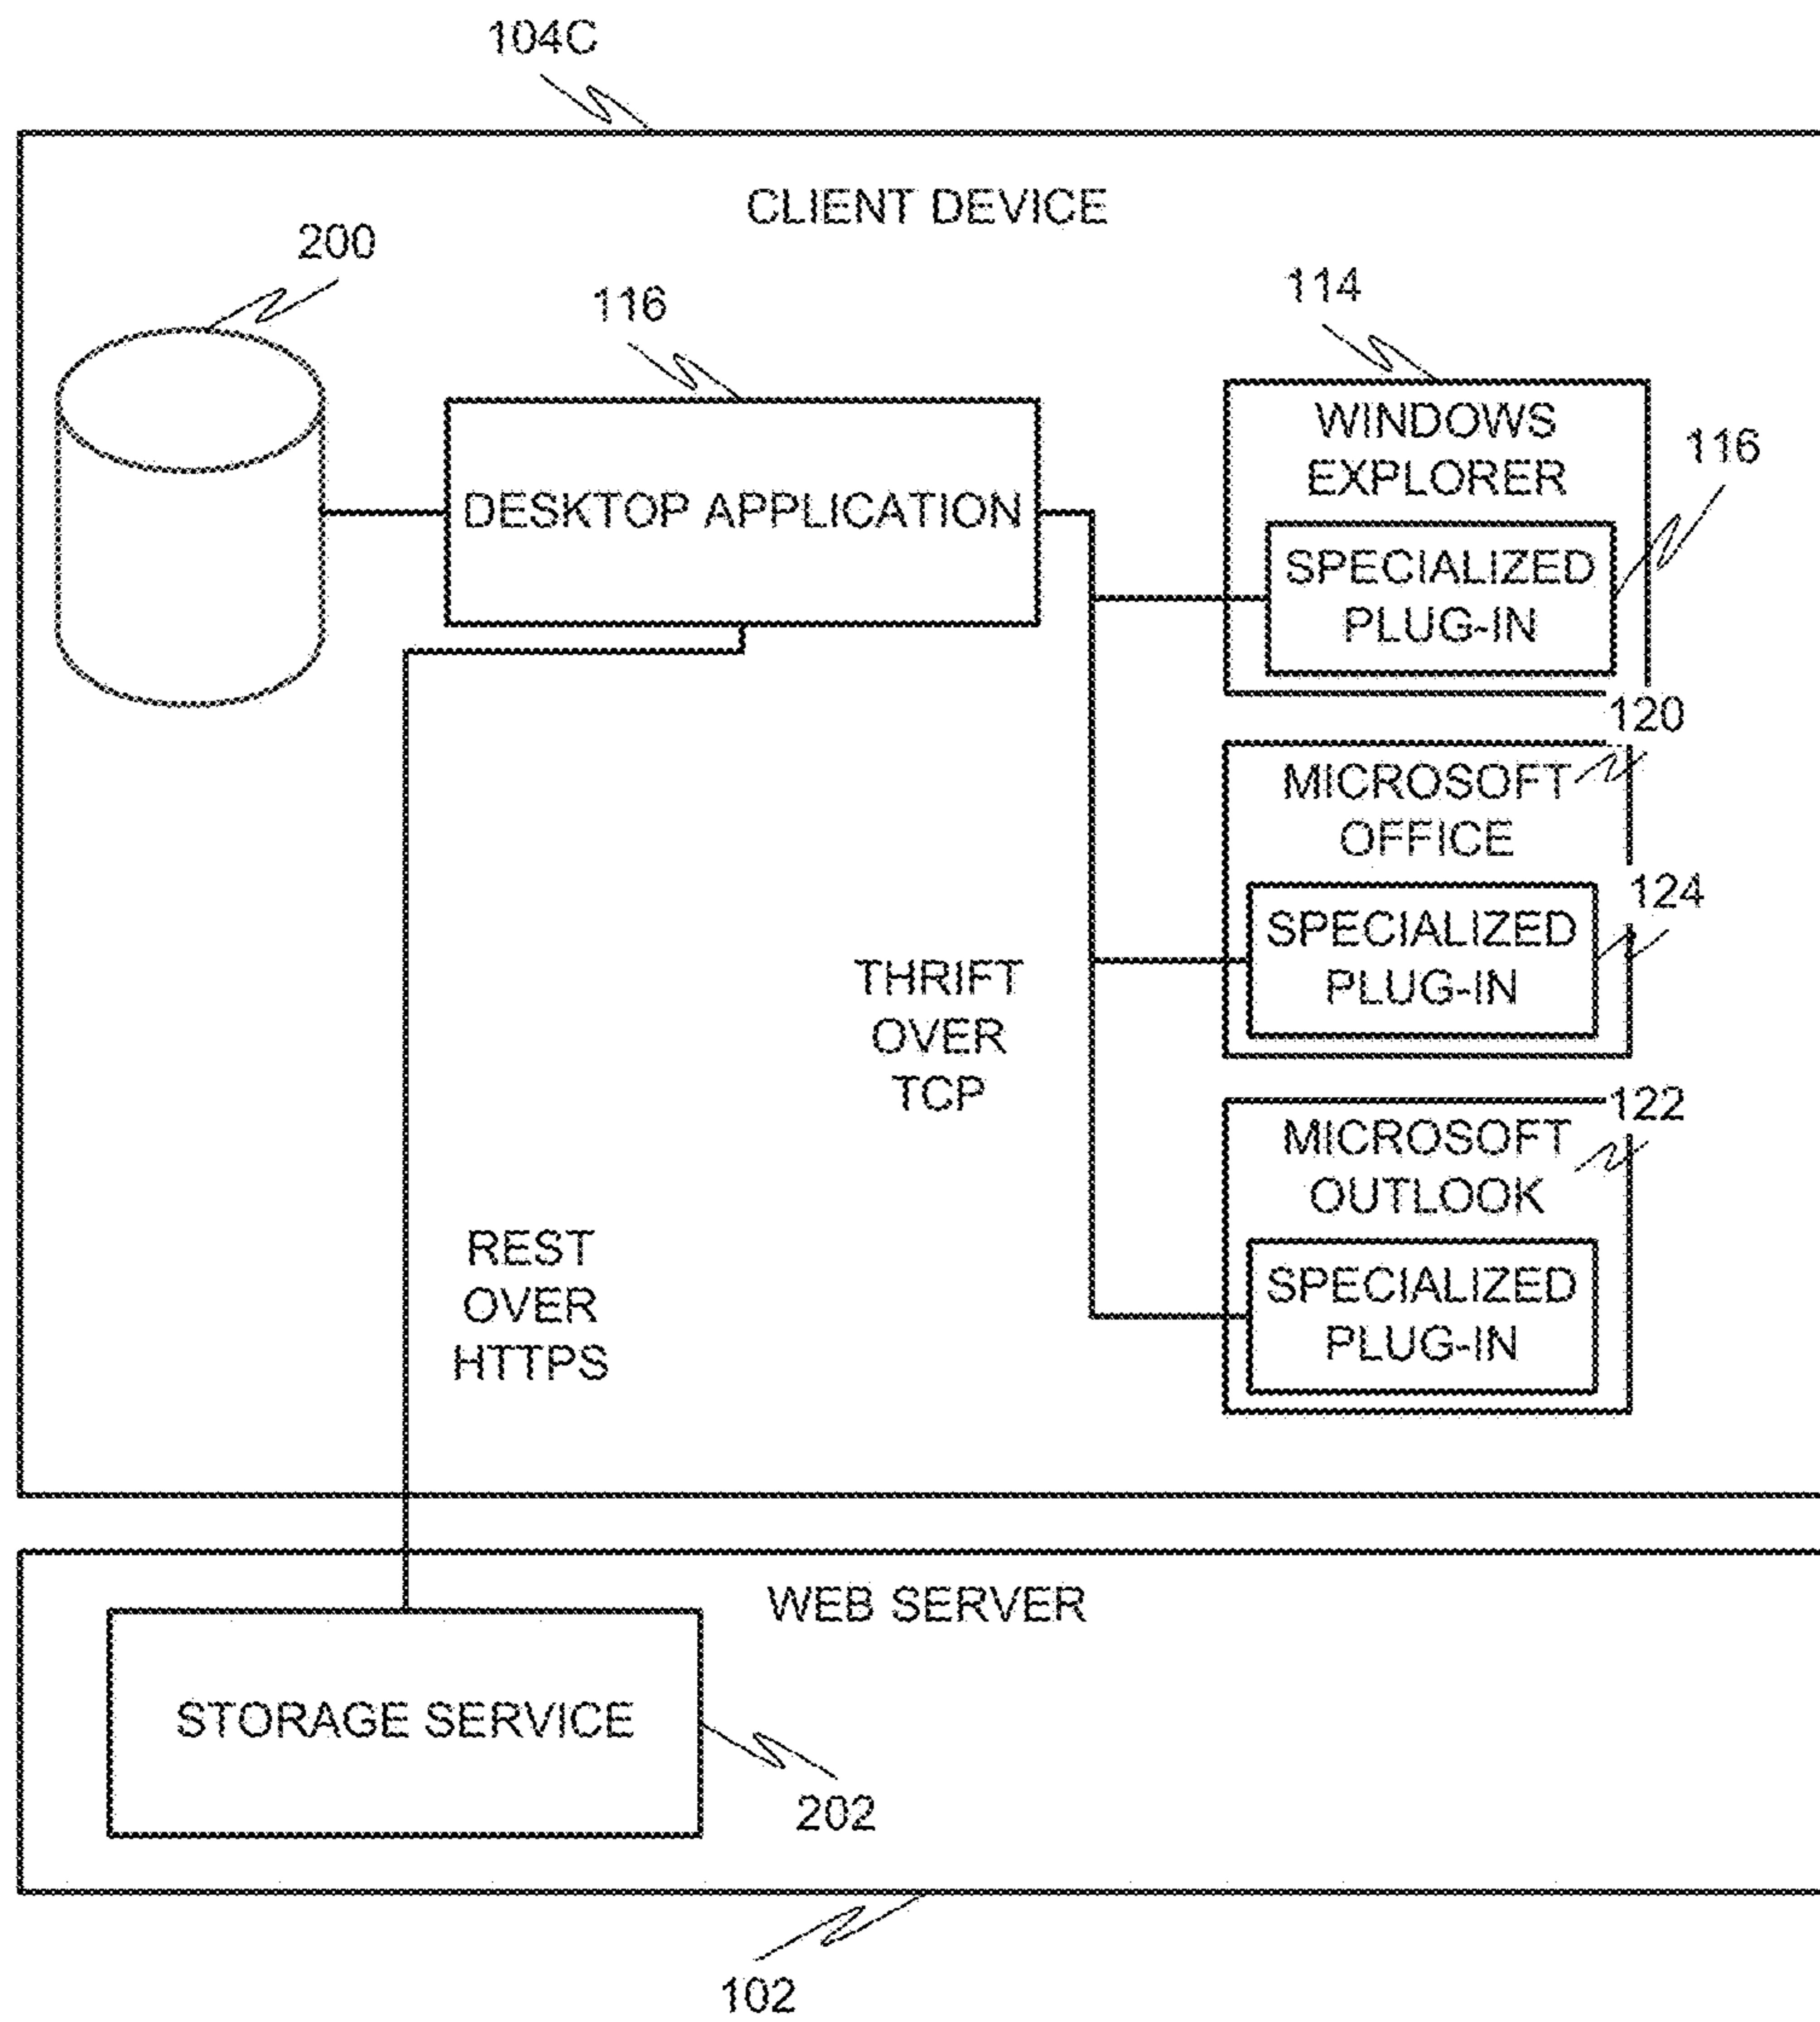 104C
CLIENT DEVICE
200
116
114
WINDOWS
EXPLORER
116
DESKTOP APPLICATION
SPECIALIZED
PLUG-IN
120
MICROSOFT
OFFICE
124
SPECIALIZED
PLUG-IN
THRIFT
OVER
TCP
122
MICROSOFT
OUTLOOK
SPECIALIZED
PLUG-IN
REST
OVER
HTTPS
WEB SERVER
STORAGE SERVICE
202
102